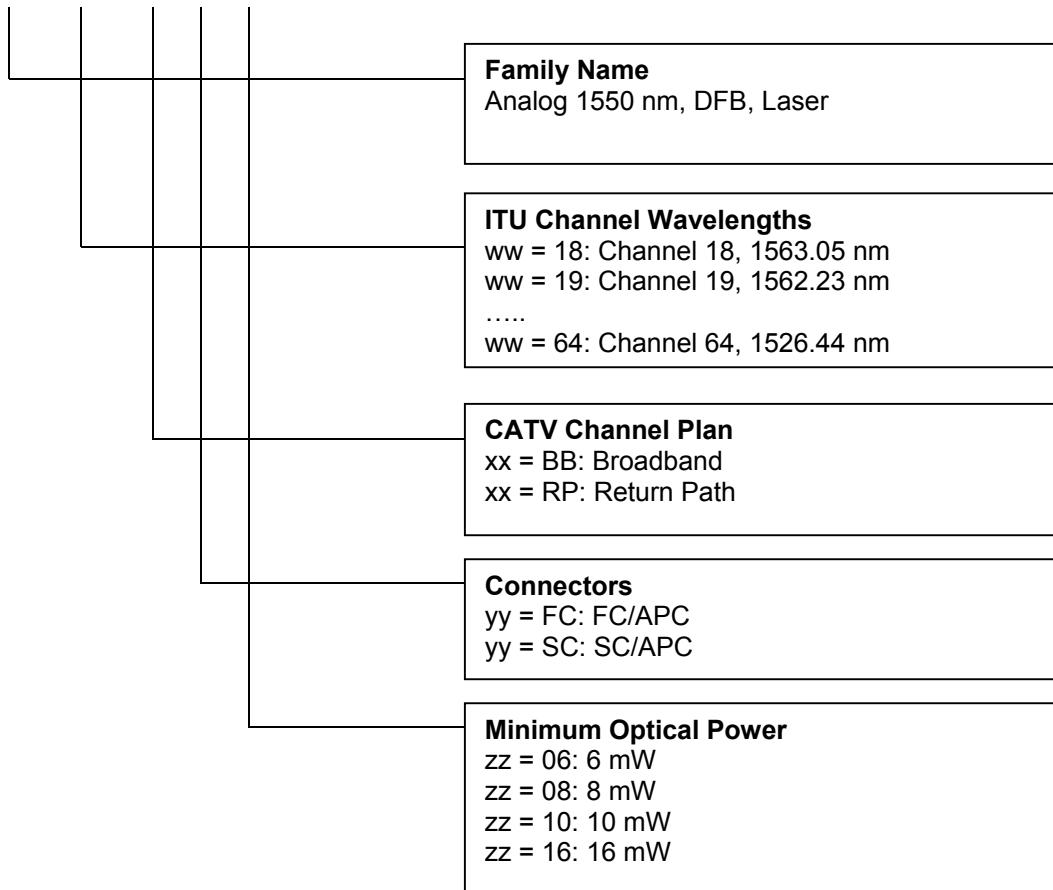 Family Name
Analog 1550 nm, DFB, Laser
ITU Channel Wavelengths
ww = 18: Channel 18, 1563.05 nm
ww = 19: Channel 19, 1562.23 nm
…..
ww = 64: Channel 64, 1526.44 nm
CATV Channel Plan
xx = BB: Broadband
xx = RP: Return Path
Connectors
yy = FC: FC/APC
yy = SC: SC/APC
Minimum Optical Power
zz = 06: 6 mW
zz = 08: 8 mW
zz = 10: 10 mW
zz = 16: 16 mW